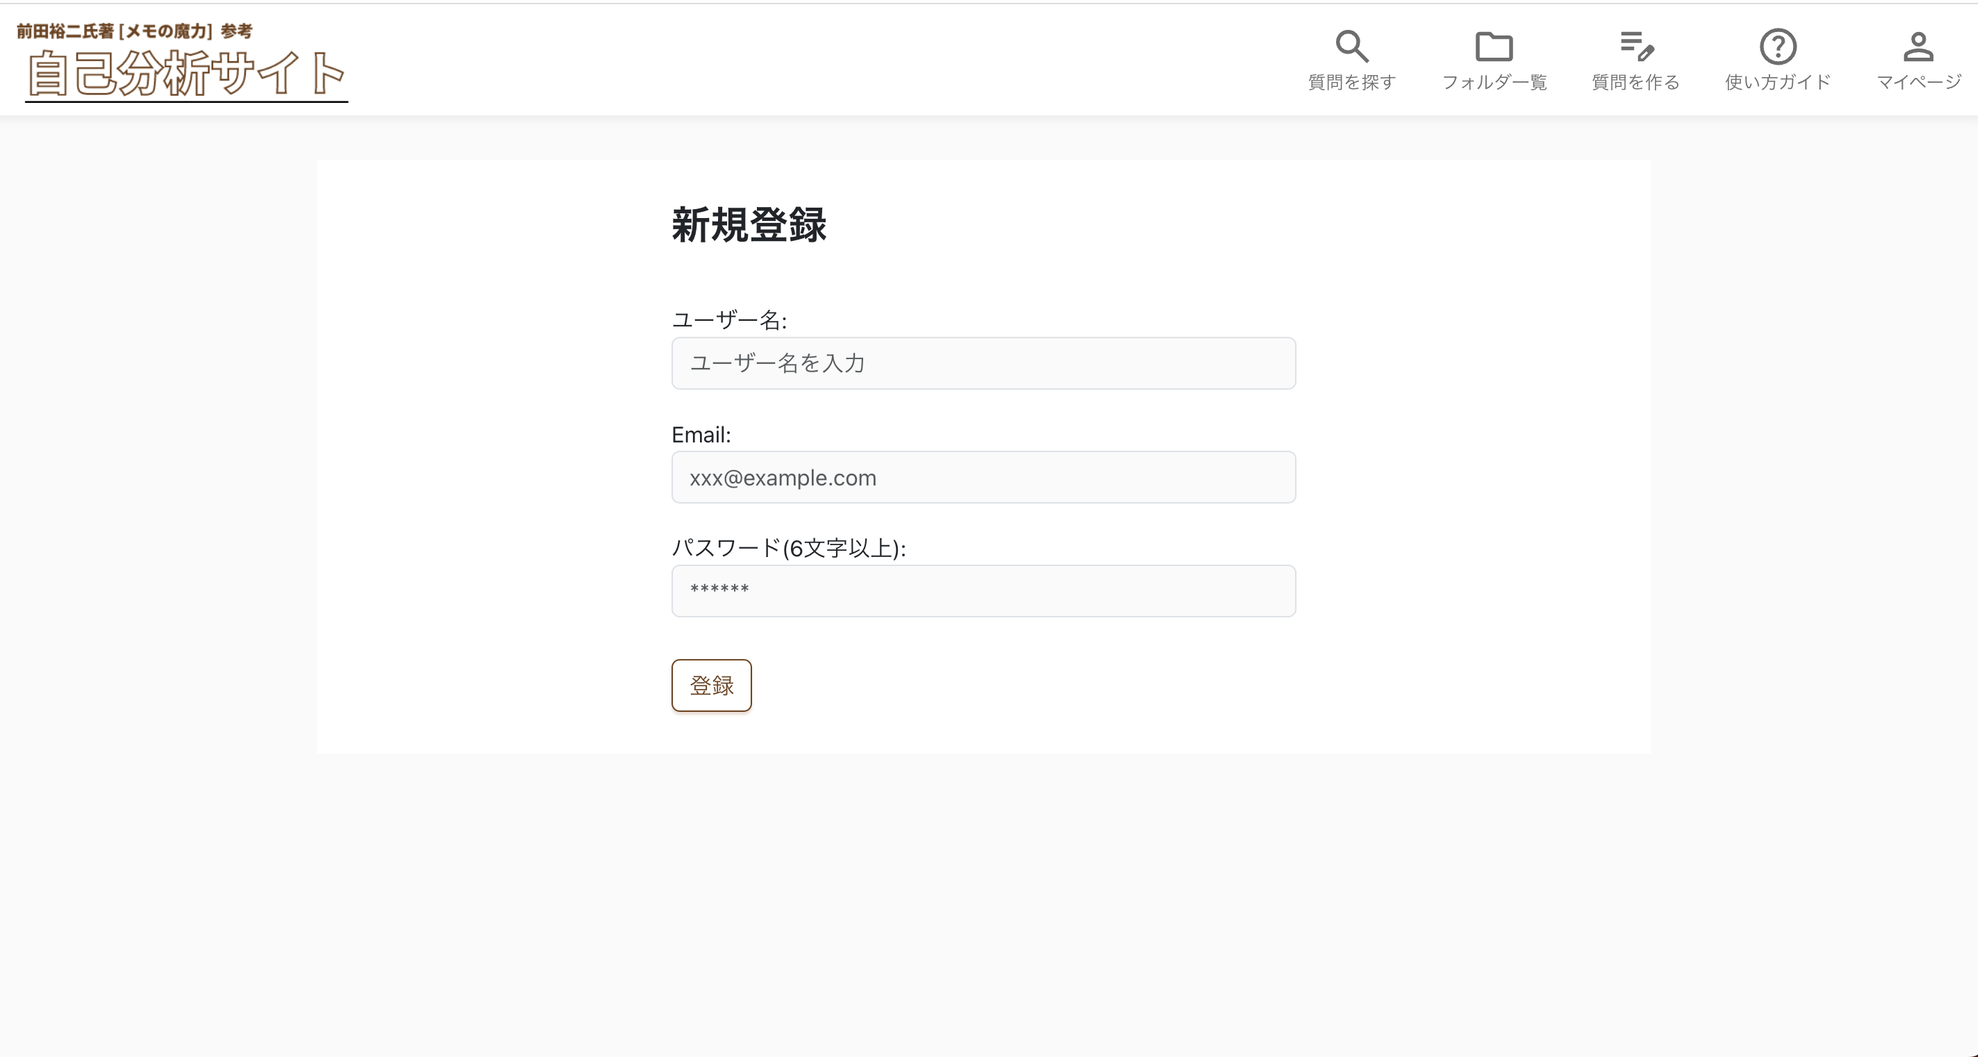 前田裕二氏著 [メモの魔力] 参考
自己分析サイト
質問を探す
フォルダ一覧
質問を作る
使い方ガイド
マイページ
新規登録
ユーザー名:
ユーザー名を入力
Email:
xxx@example.com
パスワード(6文字以上):
******
登録